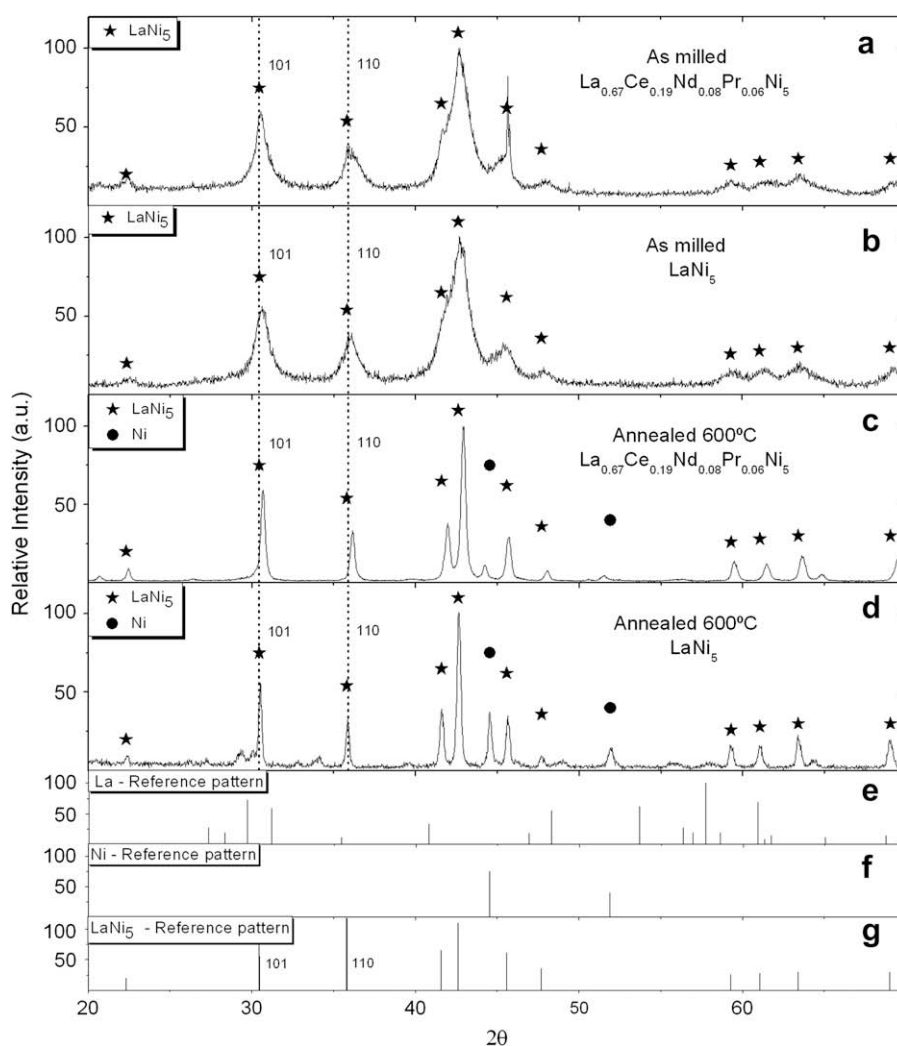 Relative Intensity (a.u.)
★ LaNi5
100
50
101
110
As milled
La0.67Ce0.19Nd0.08Pr0.06Ni5
a
★ LaNi5
100
50
101
110
As milled
LaNi5
b
★ LaNi5
● Ni
100
50
101
110
Annealed 600ºC
La0.67Ce0.19Nd0.08Pr0.06Ni5
c
★ LaNi5
● Ni
100
50
101
110
Annealed 600ºC
LaNi5
d
La - Reference pattern
100
50
e
Ni - Reference pattern
100
50
f
LaNi5 - Reference pattern
100
50
101
110
g
20 30 40 50 60
2θ